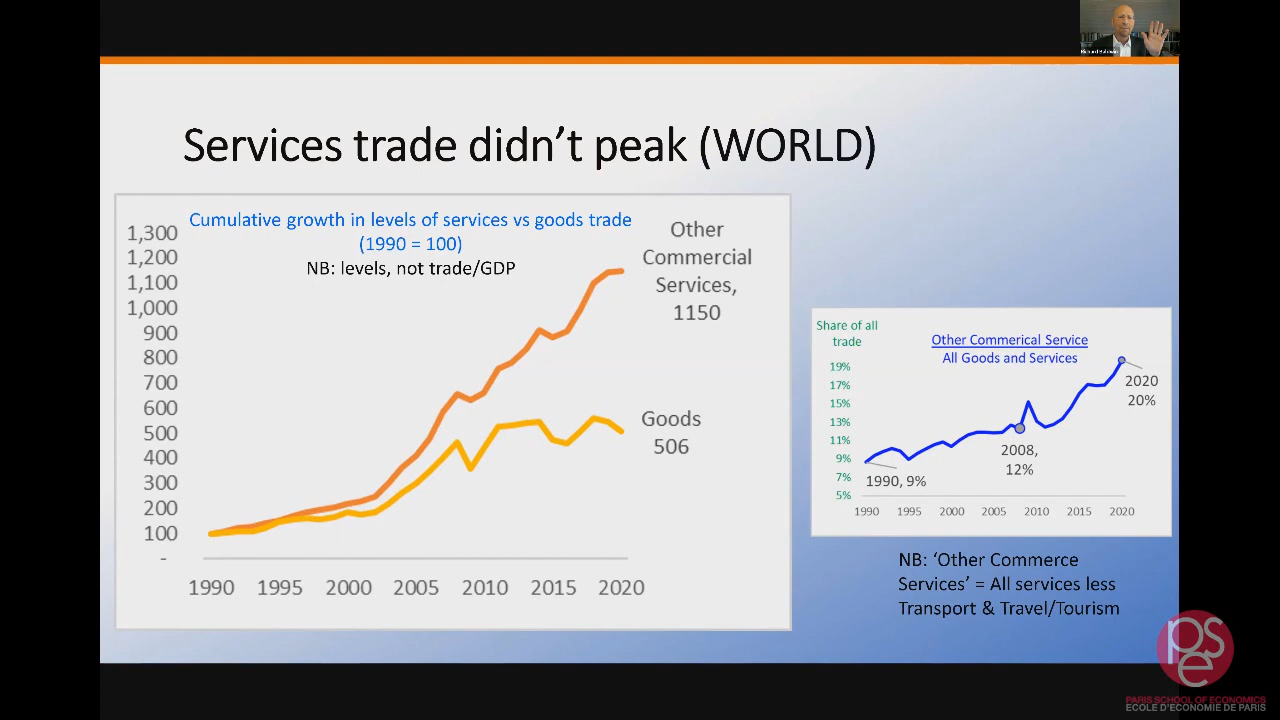 Richard Baldwin
Services trade didn’t peak (WORLD)
Cumulative growth in levels of services vs goods trade
(1990 = 100)
NB: levels, not trade/GDP
1,300
1,200
1,100
1,000
900
800
700
600
500
400
300
200
100
-
1990 1995 2000 2005 2010 2015 2020
Other
Commercial
Services,
1150
Goods
506
Share of all
trade
Other Commerical Service
All Goods and Services
19%
17%
15%
13%
11%
9%
7%
5%
1990 1995 2000 2005 2010 2015 2020
1990, 9%
2008,
12%
2020
20%
NB: ‘Other Commerce
Services’ = All services less
Transport & Travel/Tourism
pse
PARIS SCHOOL OF ECONOMICS
ECOLE D'ECONOMIE DE PARIS